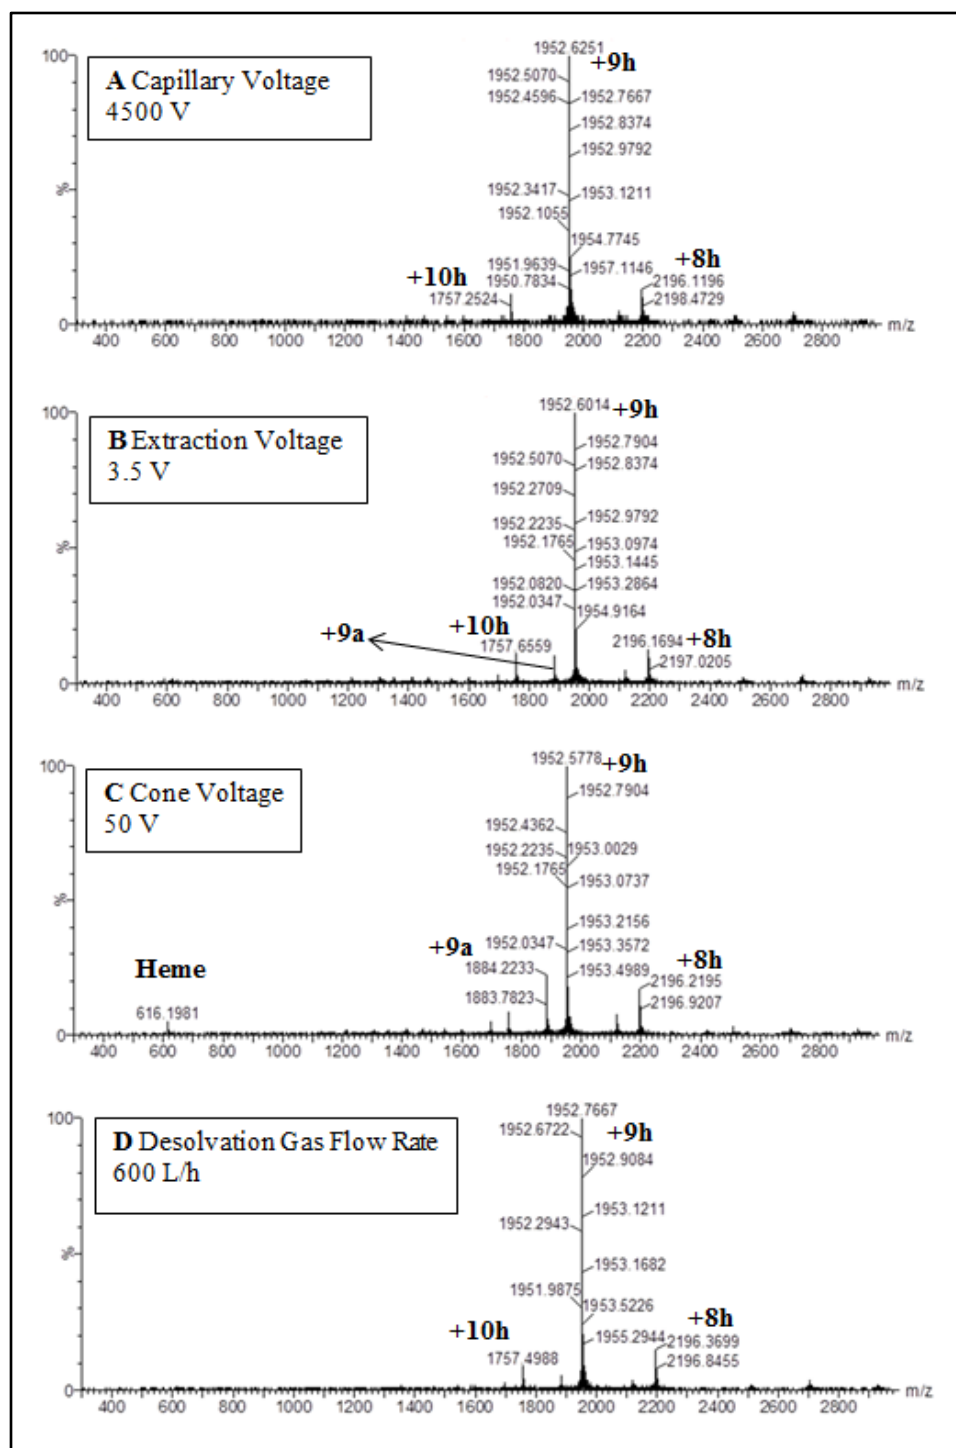 1952.6251
100
A Capillary Voltage
4500 V
+9h
1952.5070
1952.4596
1952.7667
1952.8374
1952.9792
%
1952.3417
1953.1211
1952.1055
1954.7745
1951.9639
1957.1146
1950.7834
+10h
1757.2524
+8h
2196.1196
2198.4729
0
m/z
400 600 800 1000 1200 1400 1600 1800 2000 2200 2400 2600 2800
1952.6014
100
+9h
B Extraction Voltage
3.5 V
1952.7904
1952.5070
1952.8374
1952.2709
1952.9792
1952.2235
%
1952.1765
1953.0974
1953.1445
1952.0820
1953.2864
1952.0347
1954.9164
+9a
+10h
1757.6559
2196.1694
+8h
2197.0205
0
m/z
400 600 800 1000 1200 1400 1600 1800 2000 2200 2400 2600 2800
1952.5778
100
+9h
C Cone Voltage
50 V
1952.7904
1952.4362
1952.2235
1953.0029
1952.1765
1953.0737
%
1953.2156
1952.0347
1953.3572
1953.4989
+9a
1884.2233
1883.7823
Heme
616.1981
+8h
2196.2195
2196.9207
0
m/z
400 600 800 1000 1200 1400 1600 1800 2000 2200 2400 2600 2800
1952.7667
100
1952.6722
+9h
D Desolvation Gas Flow Rate
600 L/h
1952.9084
1953.1211
1952.2943
%
1953.1682
1951.9875
1953.5226
1955.2944
+10h
1757.4988
+8h
2196.3699
2196.8455
0
m/z
400 600 800 1000 1200 1400 1600 1800 2000 2200 2400 2600 2800